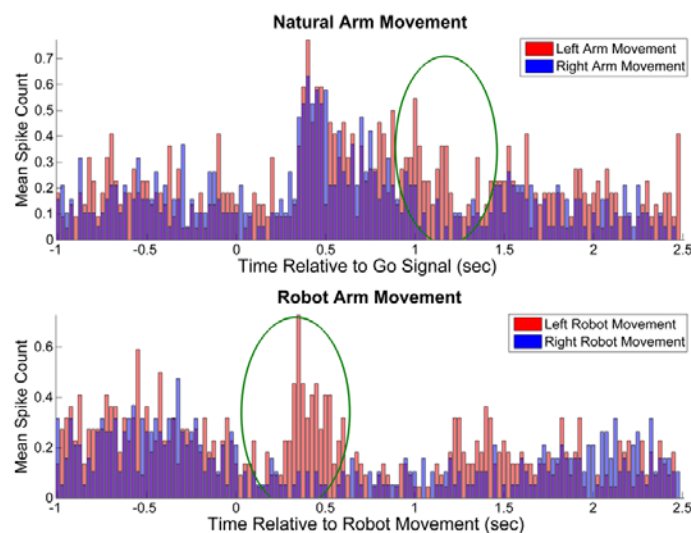 Natural Arm Movement
Left Arm Movement
Right Arm Movement
Mean Spike Count
0.7
0.6
0.5
0.4
0.3
0.2
0.1
0
-1 -0.5 0 0.5 1 1.5 2 2.5
Time Relative to Go Signal (sec)
Robot Arm Movement
Left Robot Movement
Right Robot Movement
Mean Spike Count
0.6
0.4
0.2
0
-1 -0.5 0 0.5 1 1.5 2 2.5
Time Relative to Robot Movement (sec)